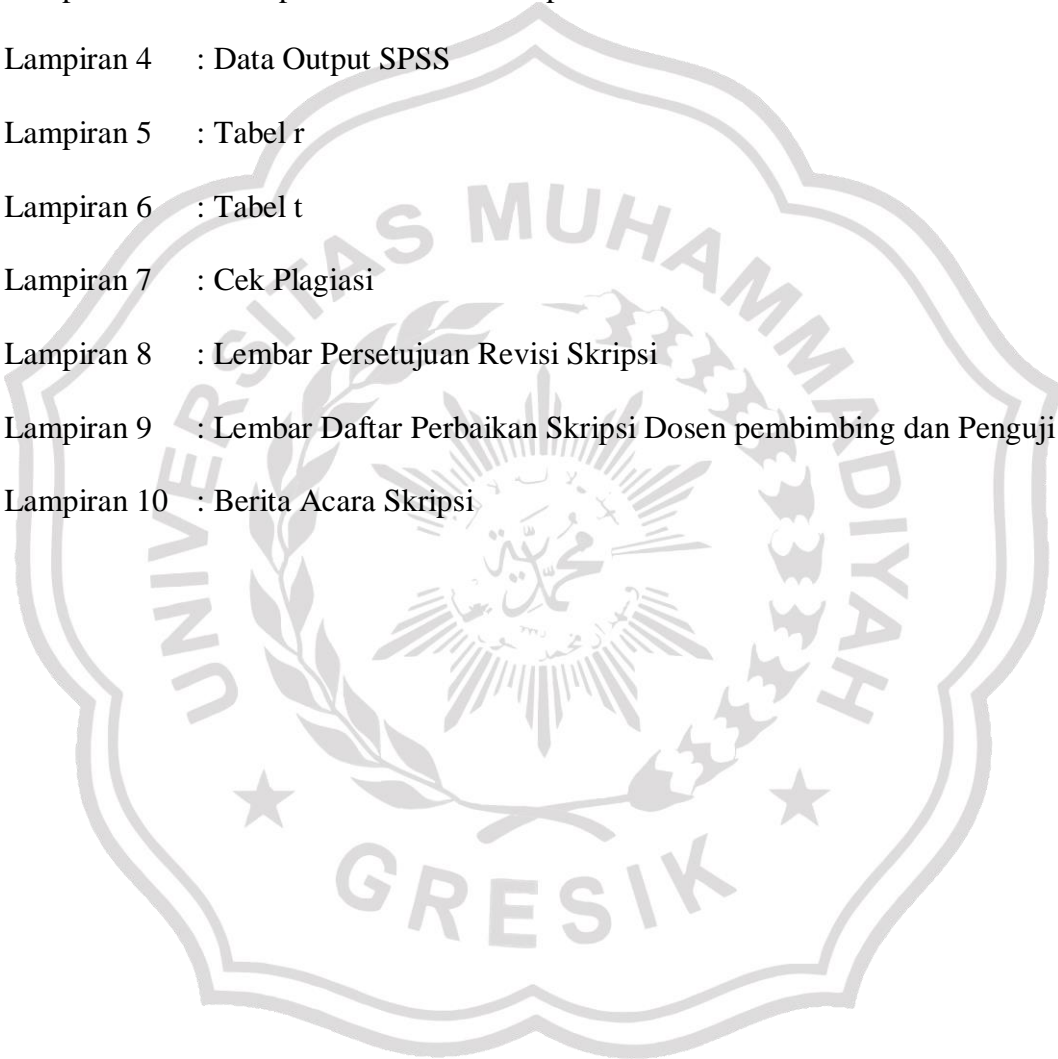 Lampiran 4 : Data Output SPSS
Lampiran 5 : Tabel r
Lampiran 6 : Tabel t
Lampiran 7 : Cek Plagiasi
Lampiran 8 : Lembar Persetujuan Revisi Skripsi
Lampiran 9 : Lembar Daftar Perbaikan Skripsi Dosen pembimbing dan Penguji
Lampiran 10 : Berita Acara Skripsi
UNIVERSITAS MUHAMMADIYAH
GRESIK